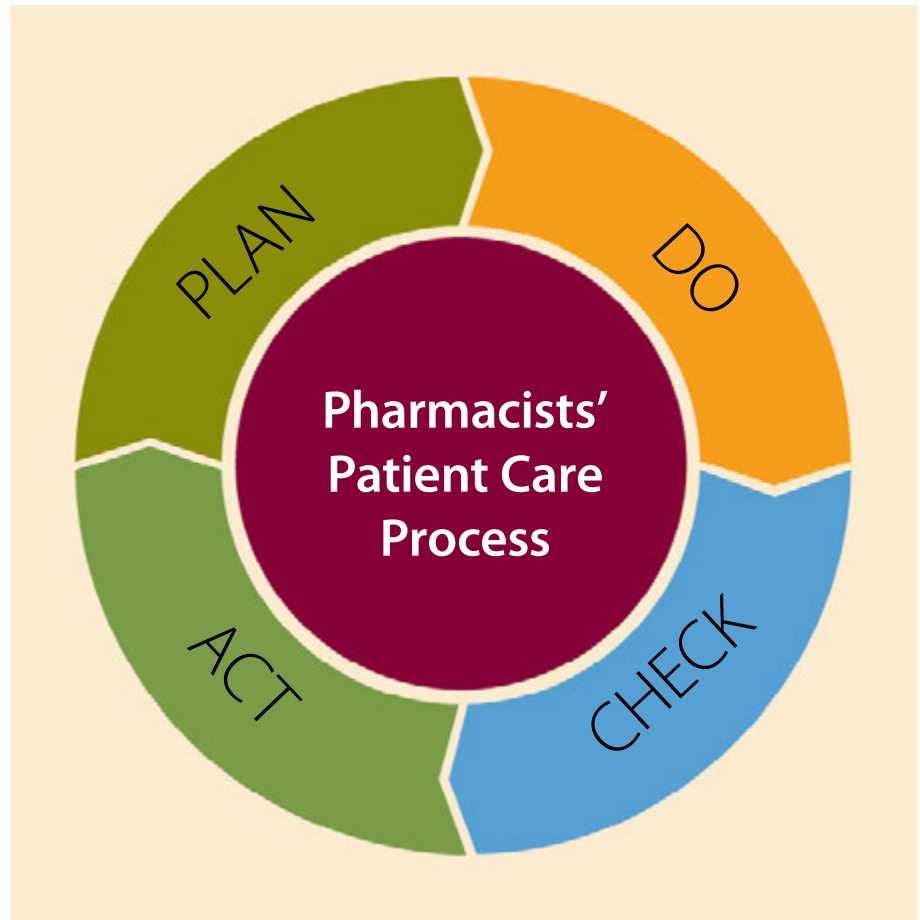 PLAN
DO
Pharmacists’
Patient Care
Process
ACT
CHECK